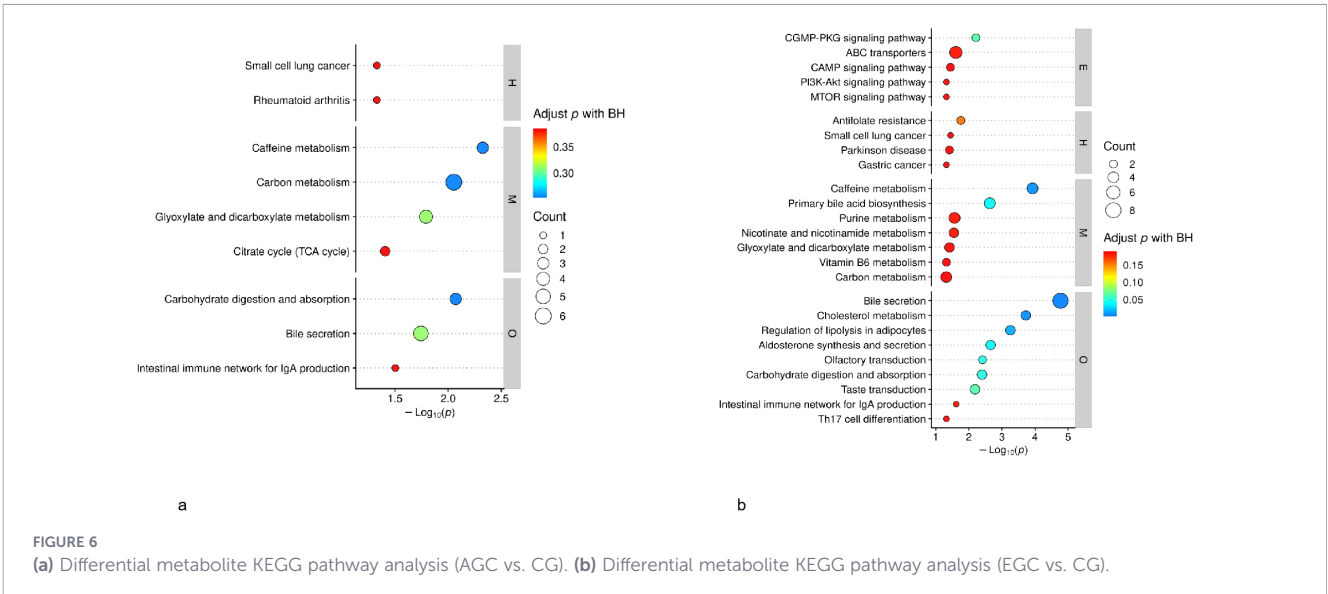 Small cell lung cancer
Rheumatoid arthritis
H
Caffeine metabolism
Carbon metabolism
Glyoxylate and dicarboxylate metabolism
Citrate cycle (TCA cycle)
M
Carbohydrate digestion and absorption
Bile secretion
Intestinal immune network for IgA production
O
1.5 2.0 2.5
− Log10(p)
Adjust p with BH
0.35
0.30
Count
1
2
3
4
5
6
a
CGMP-PKG signaling pathway
ABC transporters
CAMP signaling pathway
PI3K-Akt signaling pathway
MTOR signaling pathway
E
Antifolate resistance
Small cell lung cancer
Parkinson disease
Gastric cancer
H
Caffeine metabolism
Primary bile acid biosynthesis
Purine metabolism
Nicotinate and nicotinamide metabolism
Glyoxylate and dicarboxylate metabolism
Vitamin B6 metabolism
Carbon metabolism
M
Bile secretion
Cholesterol metabolism
Regulation of lipolysis in adipocytes
Aldosterone synthesis and secretion
Olfactory transduction
Carbohydrate digestion and absorption
Taste transduction
Intestinal immune network for IgA production
Th17 cell differentiation
O
1 2 3 4 5
− Log10(p)
Count
2
4
6
8
Adjust p with BH
0.15
0.10
0.05
b
FIGURE 6
(a) Differential metabolite KEGG pathway analysis (AGC vs. CG). (b) Differential metabolite KEGG pathway analysis (EGC vs. CG).